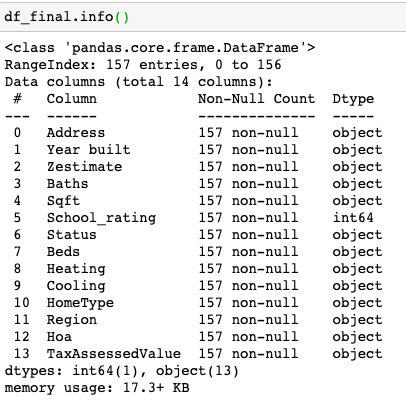 df_final.info()
<class 'pandas.core.frame.DataFrame'>
RangeIndex: 157 entries, 0 to 156
Data columns (total 14 columns):
 #   Column            Non-Null Count  Dtype
---  ------            --------------  -----
 0   Address           157 non-null    object
 1   Year built        157 non-null    object
 2   Zestimate         157 non-null    object
 3   Baths             157 non-null    object
 4   Sqft              157 non-null    object
 5   School_rating     157 non-null    int64
 6   Status            157 non-null    object
 7   Beds              157 non-null    object
 8   Heating           157 non-null    object
 9   Cooling           157 non-null    object
 10  HomeType          157 non-null    object
 11  Region            157 non-null    object
 12  Hoa               157 non-null    object
 13  TaxAssessedValue  157 non-null    object
dtypes: int64(1), object(13)
memory usage: 17.3+ KB